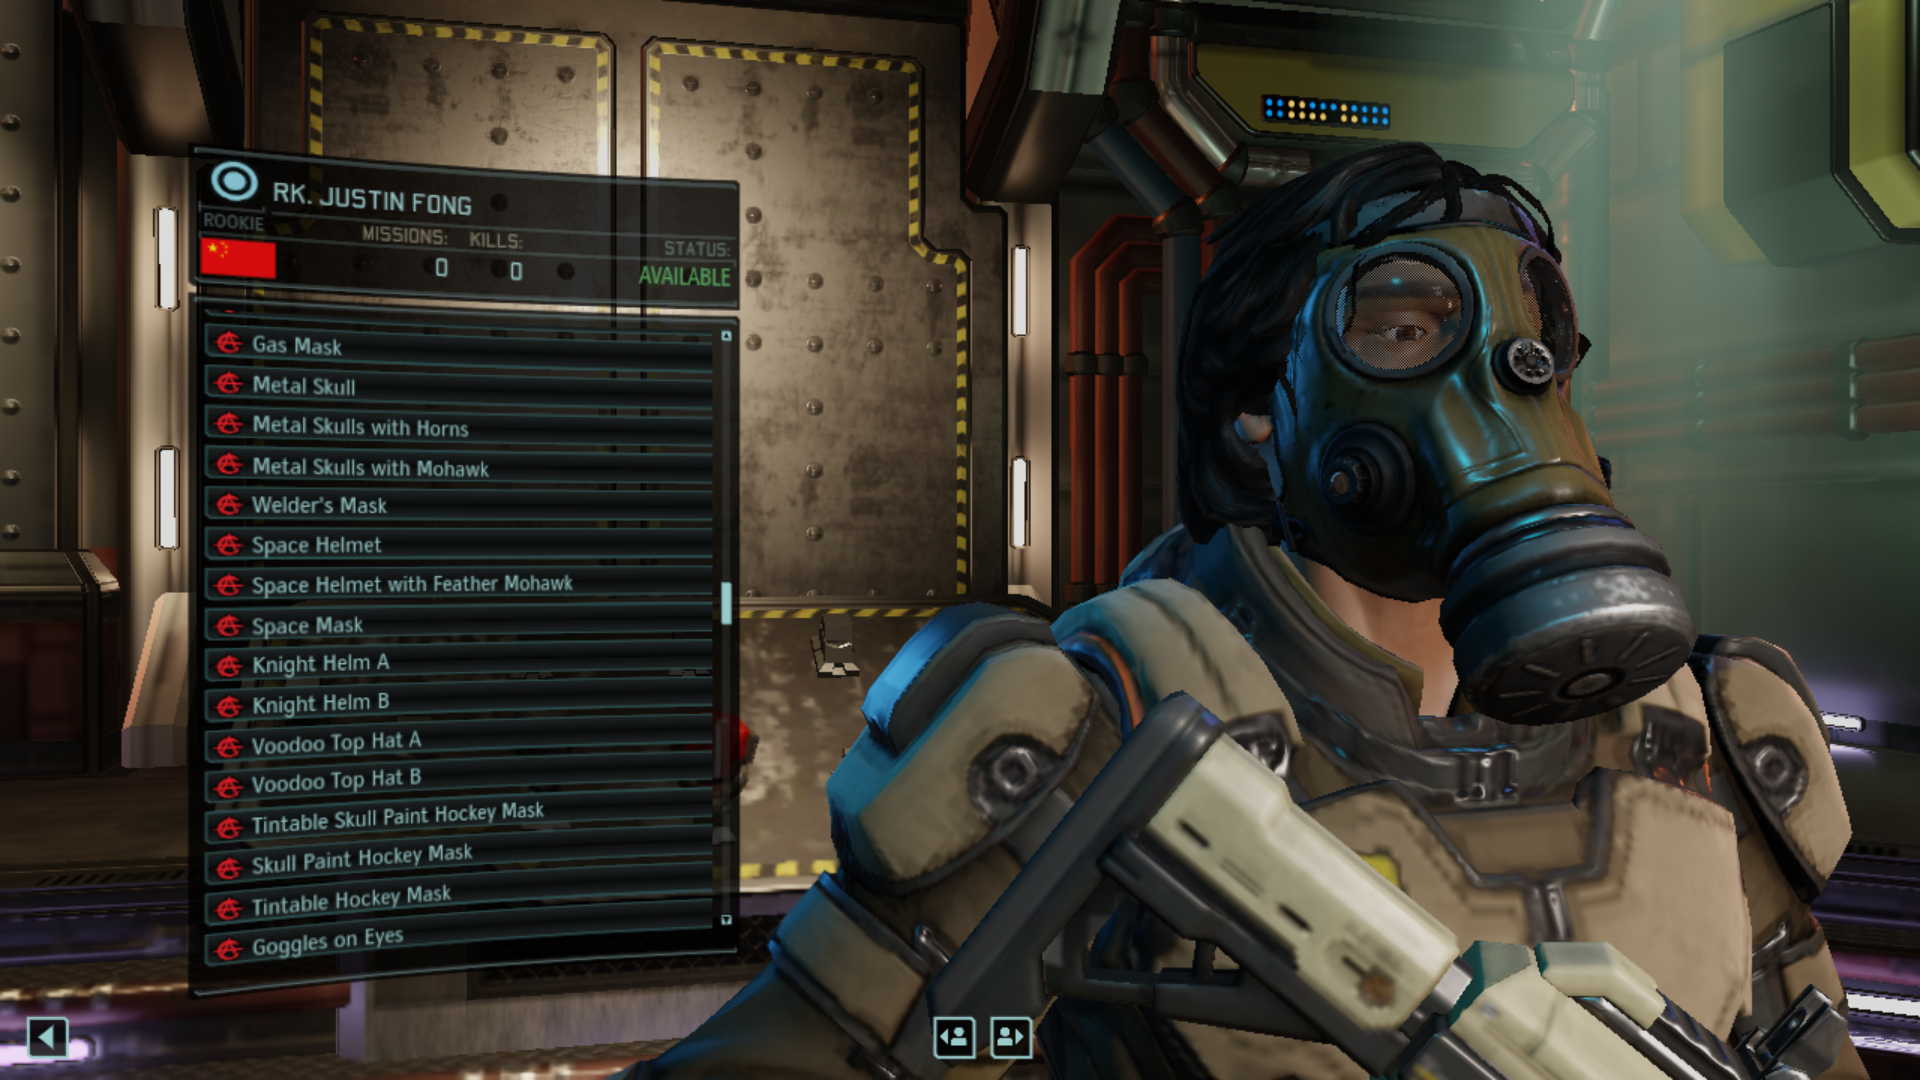 RK. JUSTIN FONG
ROOKIE
MISSIONS: KILLS: STATUS:
0 0 AVAILABLE
Gas Mask
Metal Skull
Metal Skulls with Horns
Metal Skulls with Mohawk
Welder's Mask
Space Helmet
Space Helmet with Feather Mohawk
Space Mask
Knight Helm A
Knight Helm B
Voodoo Top Hat A
Voodoo Top Hat B
Tintable Skull Paint Hockey Mask
Skull Paint Hockey Mask
Tintable Hockey Mask
Goggles on Eyes